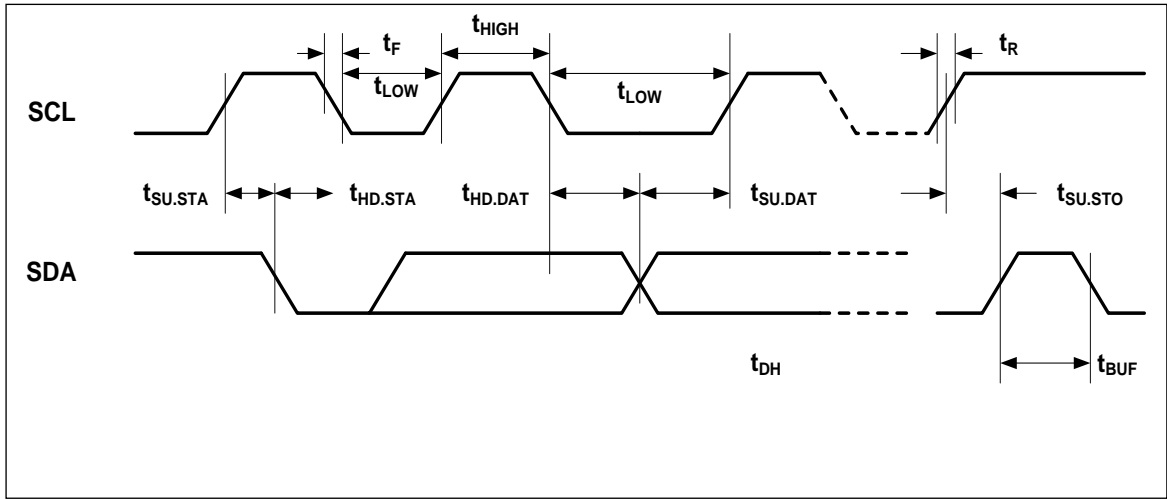 tF
tHIGH
tR
tLOW
tLOW
SCL
tSU.STA
tHD.STA
tHD.DAT
tSU.DAT
tSU.STO
SDA
tDH
tBUF